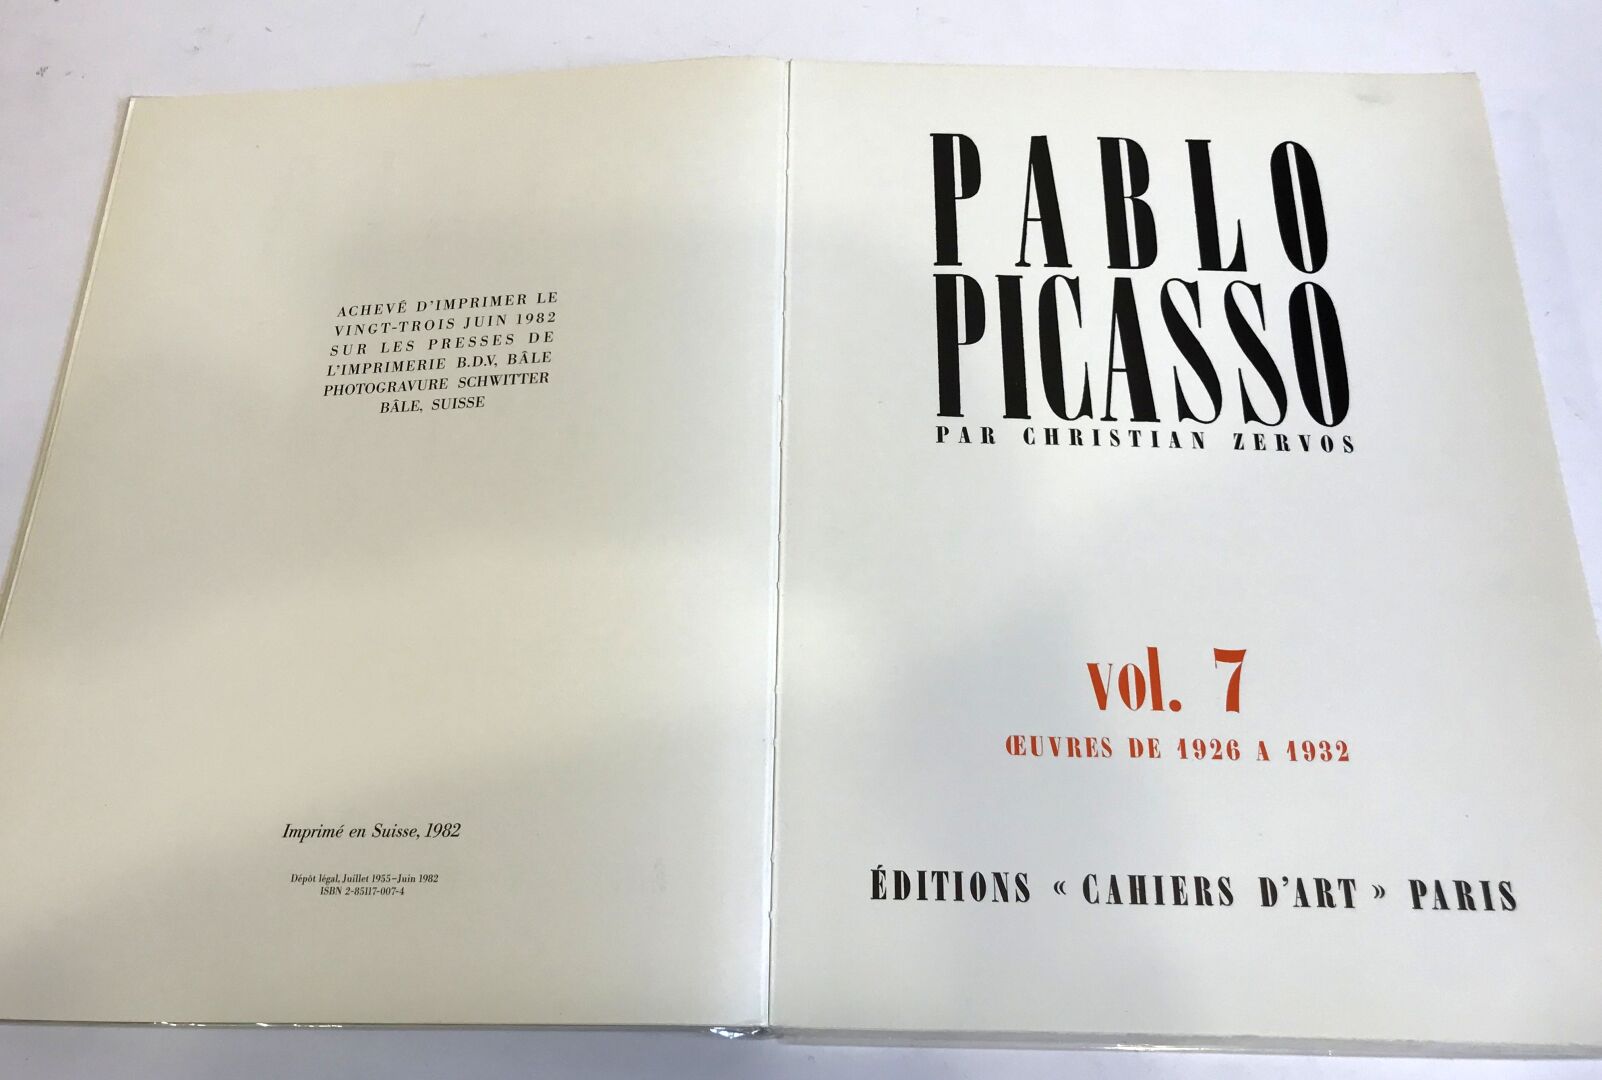 ACHEVÉ D'IMPRIMER LE
VINGT-TROIS JUIN 1982
SUR LES PRESSES DE
L'IMPRIMERIE B.D.V, BÂLE
PHOTOGRAVURE SCHWITTER
BÂLE, SUISSE
Imprimé en Suisse, 1982
Dépôt légal, Juillet 1955–Juin 1982
ISBN 2-85117-007-4
PABLO
PICASSO
PAR CHRISTIAN ZERVOS
vol. 7
ŒUVRES DE 1926 A 1932
ÉDITIONS « CAHIERS D'ART » PARIS